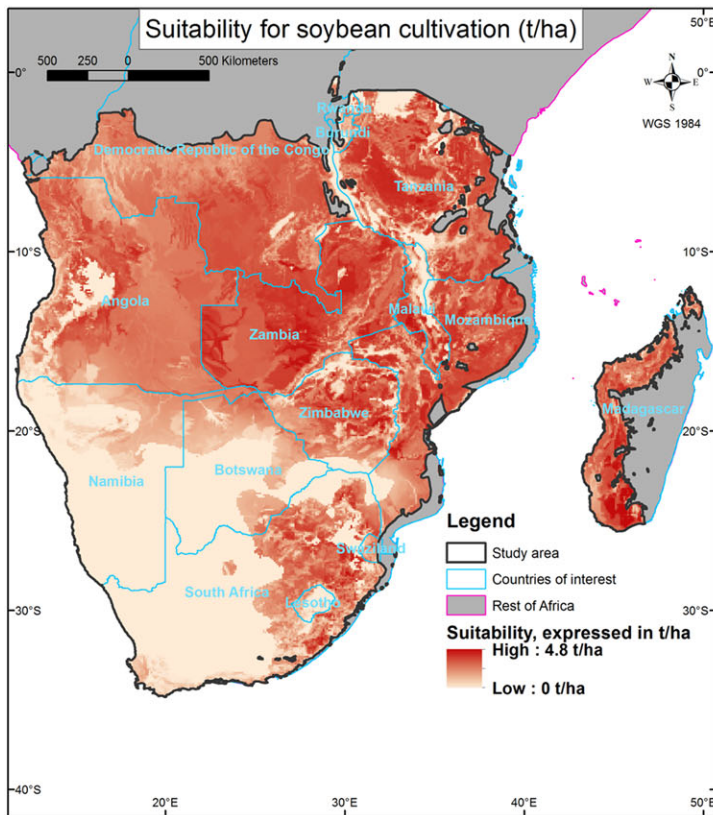 Suitability for soybean cultivation (t/ha)
50°E
500 250 0 500 Kilometers
0°
0°
N
W E
S
WGS 1984
Rwanda
Burundi
Democratic Republic of the Congo
Tanzania
10°S
10°S
Angola
Malawi
Mozambique
Zambia
Zimbabwe
Madagascar
20°S
20°S
Namibia
Botswana
Swaziland
South Africa
Lesotho
Legend
Study area
Countries of interest
Rest of Africa
30°S
30°S
Suitability, expressed in t/ha
High : 4.8 t/ha
Low : 0 t/ha
40°S
20°E
30°E
40°E
50°E